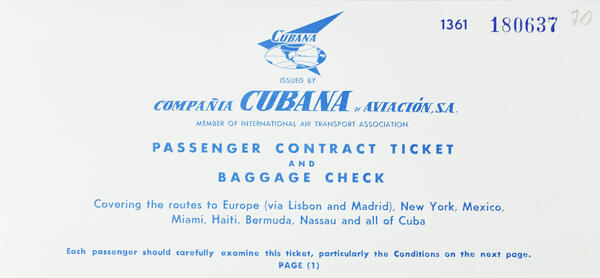 CUBANA
1361 180637 70
ISSUED BY
COMPAÑIA CUBANA DE AVIACIÓN, S.A.
MEMBER OF INTERNATIONAL AIR TRANSPORT ASSOCIATION
PASSENGER CONTRACT TICKET
AND
BAGGAGE CHECK
Covering the routes to Europe (via Lisbon and Madrid), New York, Mexico,
Miami, Haiti, Bermuda, Nassau and all of Cuba
Each passenger should carefully examine this ticket, particularly the Conditions on the next page.
PAGE (1)